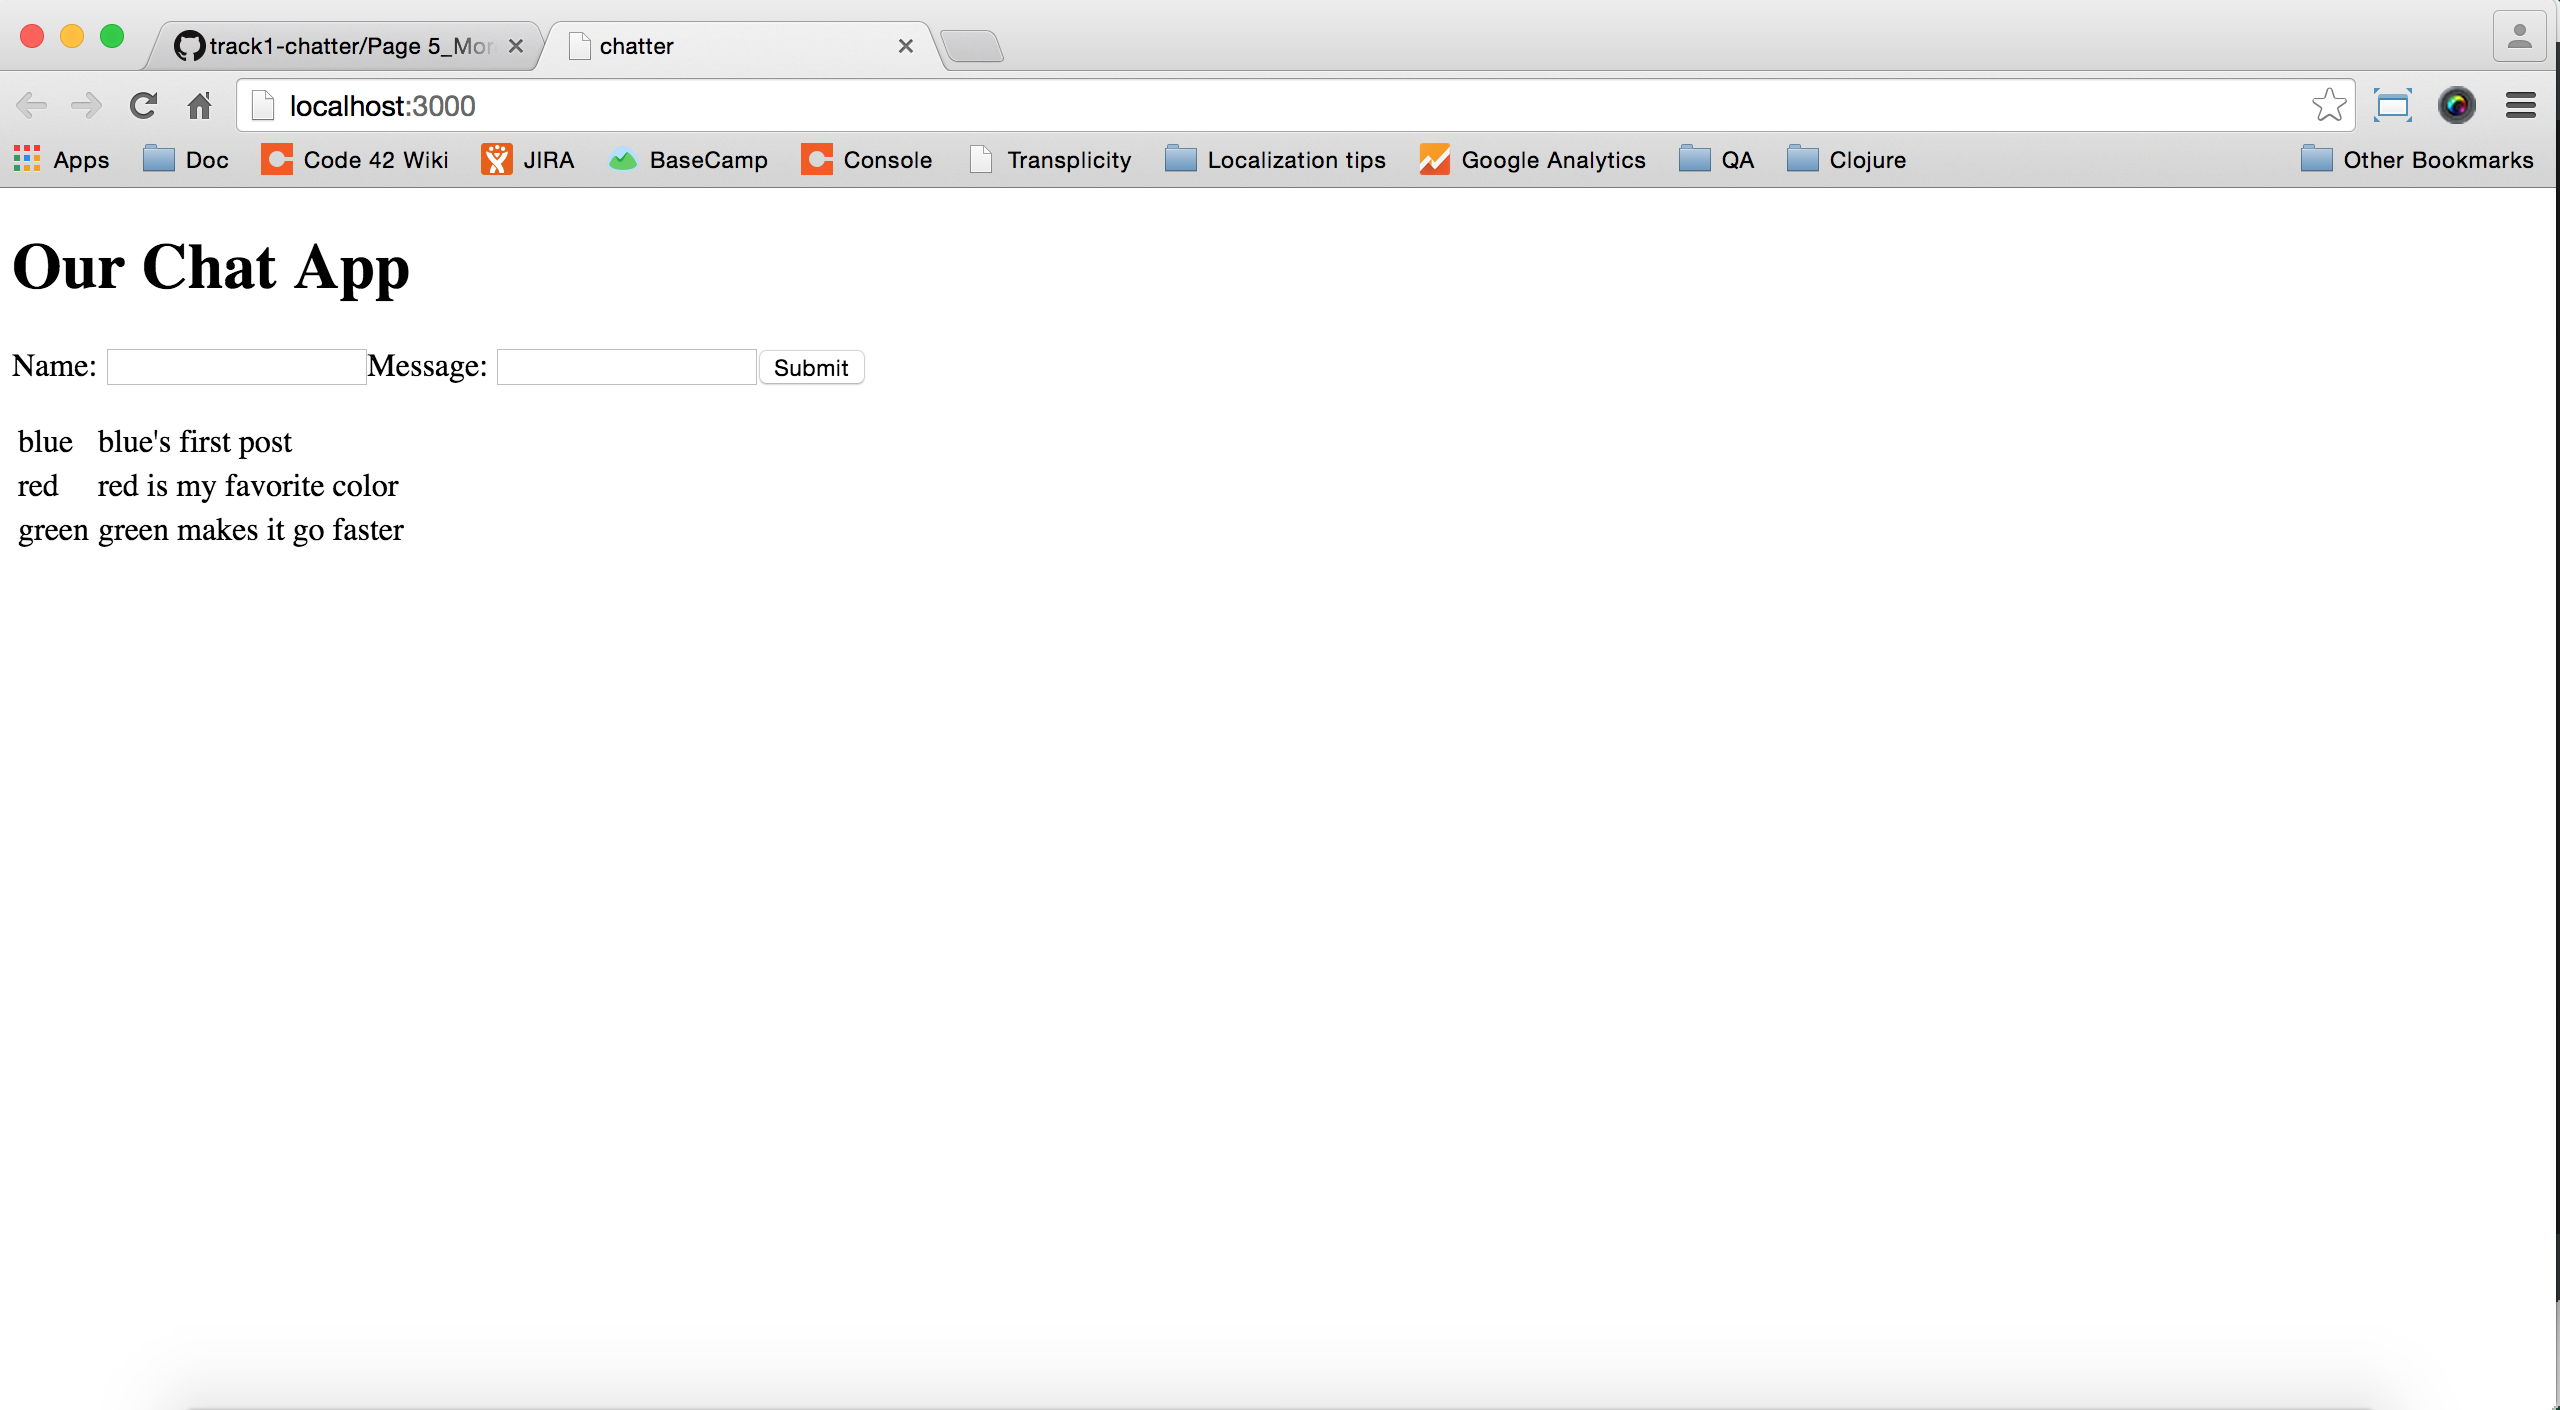 track1-chatter/Page 5_Mor
chatter
localhost:3000
Apps Doc Code 42 Wiki JIRA BaseCamp Console Transplicity Localization tips Google Analytics QA Clojure Other Bookmarks
Our Chat App
Name: Message: Submit
blue blue's first post
red red is my favorite color
green green makes it go faster